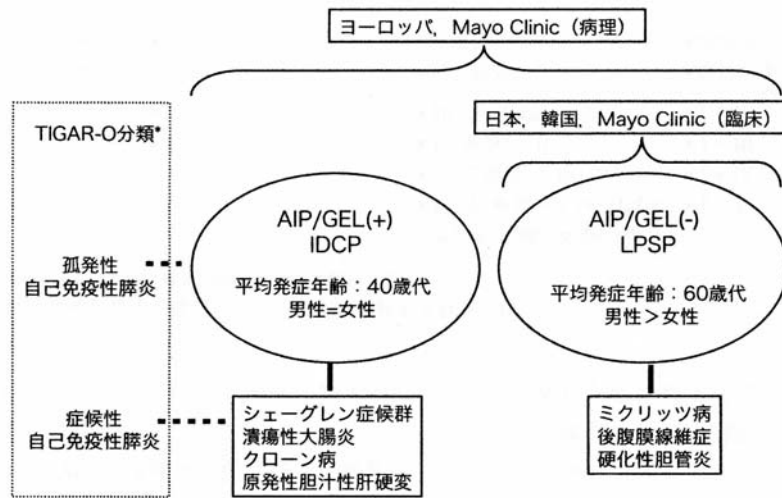 ヨーロッパ, Mayo Clinic（病理）
日本, 韓国, Mayo Clinic（臨床）
TIGAR-O分類*
孤発性
自己免疫性膵炎
症候性
自己免疫性膵炎
AIP/GEL(+)
IDCP
平均発症年齢：40歳代
男性=女性
シェーグレン症候群
潰瘍性大腸炎
クローン病
原発性胆汁性肝硬変
AIP/GEL(-)
LPSP
平均発症年齢：60歳代
男性＞女性
ミクリッツ病
後腹膜線維症
硬化性胆管炎